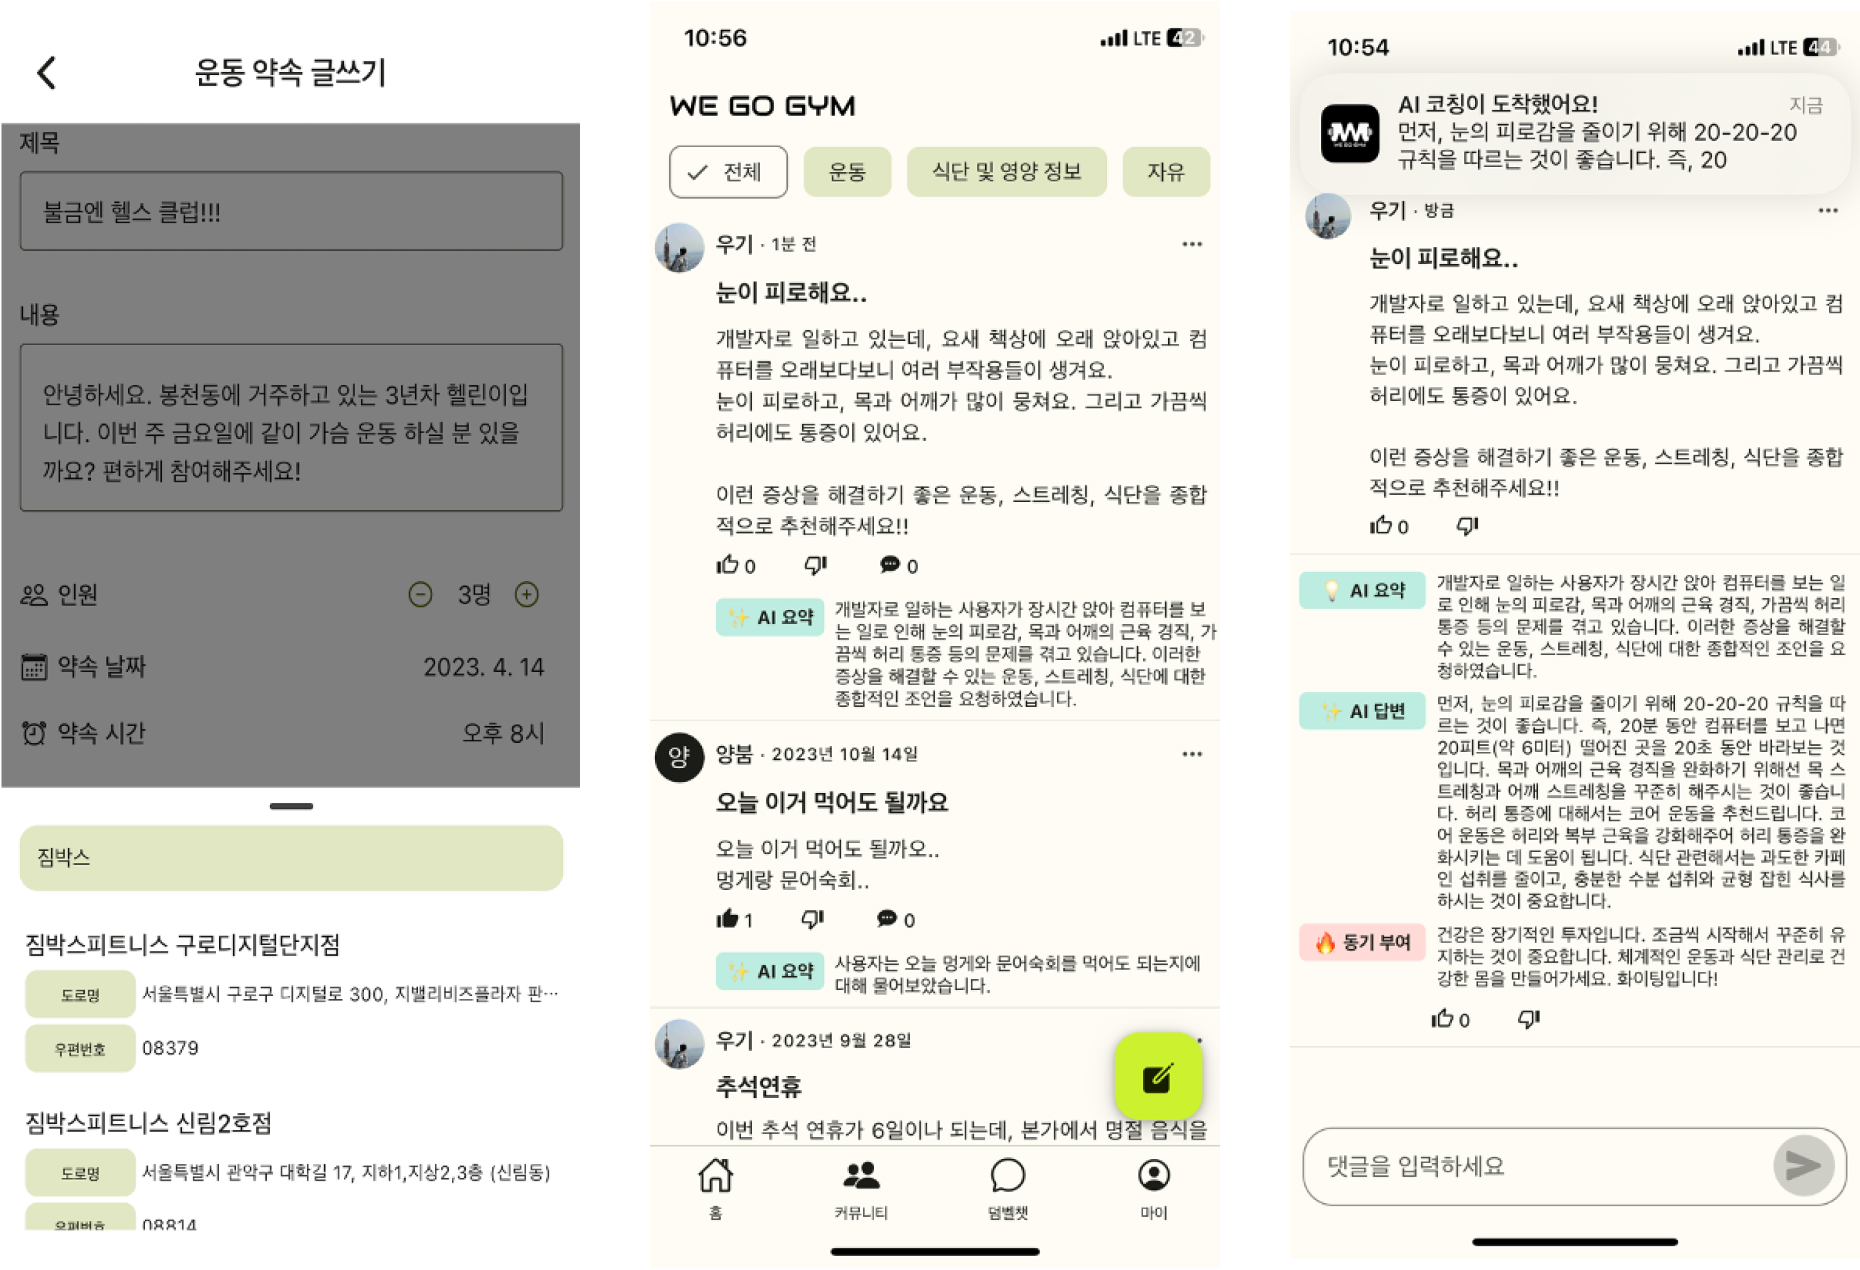 운동 약속 글쓰기
제목
불금엔 헬스 클럽!!!
내용
안녕하세요. 봉천동에 거주하고 있는 3년차 헬린이입
니다. 이번 주 금요일에 같이 가슴 운동 하실 분 있을
까요? 편하게 참여해주세요!
인원 3명
약속 날짜 2023. 4. 14
약속 시간 오후 8시
짐박스
짐박스피트니스 구로디지털단지점
도로명 서울특별시 구로구 디지털로 300, 지밸리비즈플라자 판···
우편번호 08379
짐박스피트니스 신림2호점
도로명 서울특별시 관악구 대학길 17, 지하1,지상2,3층 (신림동)
우편번호 08814
10:56 LTE 42
WE GO GYM
전체 운동 식단 및 영양 정보 자유
우기 · 1분 전
눈이 피로해요..
개발자로 일하고 있는데, 요새 책상에 오래 앉아있고 컴
퓨터를 오래보다보니 여러 부작용들이 생겨요.
눈이 피로하고, 목과 어깨가 많이 뭉쳐요. 그리고 가끔씩
허리에도 통증이 있어요.
이런 증상을 해결하기 좋은 운동, 스트레칭, 식단을 종합
적으로 추천해주세요!!
0 0
AI 요약 개발자로 일하는 사용자가 장시간 앉아 컴퓨터를 보
는 일로 인해 눈의 피로감, 목과 어깨의 근육 경직, 가
끔씩 허리 통증 등의 문제를 겪고 있습니다. 이러한
증상을 해결할 수 있는 운동, 스트레칭, 식단에 대한
종합적인 조언을 요청하였습니다.
양 양붐 · 2023년 10월 14일
오늘 이거 먹어도 될까요
오늘 이거 먹어도 될까오..
멍게랑 문어숙회..
1 0
AI 요약 사용자는 오늘 멍게와 문어숙회를 먹어도 되는지에
대해 물어보았습니다.
우기 · 2023년 9월 28일
추석연휴
이번 추석 연휴가 6일이나 되는데, 본가에서 명절 음식을
홈 커뮤니티 덤벨챗 마이
10:54 LTE 44
AI 코칭이 도착했어요! 지금
먼저, 눈의 피로감을 줄이기 위해 20-20-20
규칙을 따르는 것이 좋습니다. 즉, 20
WE GO GYM
우기 · 방금
눈이 피로해요..
개발자로 일하고 있는데, 요새 책상에 오래 앉아있고 컴
퓨터를 오래보다보니 여러 부작용들이 생겨요.
눈이 피로하고, 목과 어깨가 많이 뭉쳐요. 그리고 가끔씩
허리에도 통증이 있어요.
이런 증상을 해결하기 좋은 운동, 스트레칭, 식단을 종합
적으로 추천해주세요!!
0
AI 요약 개발자로 일하는 사용자가 장시간 앉아 컴퓨터를 보는 일
로 인해 눈의 피로감, 목과 어깨의 근육 경직, 가끔씩 허리
통증 등의 문제를 겪고 있습니다. 이러한 증상을 해결할
수 있는 운동, 스트레칭, 식단에 대한 종합적인 조언을 요
청하였습니다.
AI 답변 먼저, 눈의 피로감을 줄이기 위해 20-20-20 규칙을 따
르는 것이 좋습니다. 즉, 20분 동안 컴퓨터를 보고 나면
20피트(약 6미터) 떨어진 곳을 20초 동안 바라보는 것
입니다. 목과 어깨의 근육 경직을 완화하기 위해선 목 스
트레칭과 어깨 스트레칭을 꾸준히 해주시는 것이 좋습니
다. 허리 통증에 대해서는 코어 운동을 추천드립니다. 코
어 운동은 허리와 복부 근육을 강화해주어 허리 통증을 완
화시키는 데 도움이 됩니다. 식단 관련해서는 과도한 카페
인 섭취를 줄이고, 충분한 수분 섭취와 균형 잡힌 식사를
하시는 것이 중요합니다.
동기 부여 건강은 장기적인 투자입니다. 조금씩 시작해서 꾸준히 유
지하는 것이 중요합니다. 체계적인 운동과 식단 관리로 건
강한 몸을 만들어가세요. 화이팅입니다!
0
댓글을 입력하세요